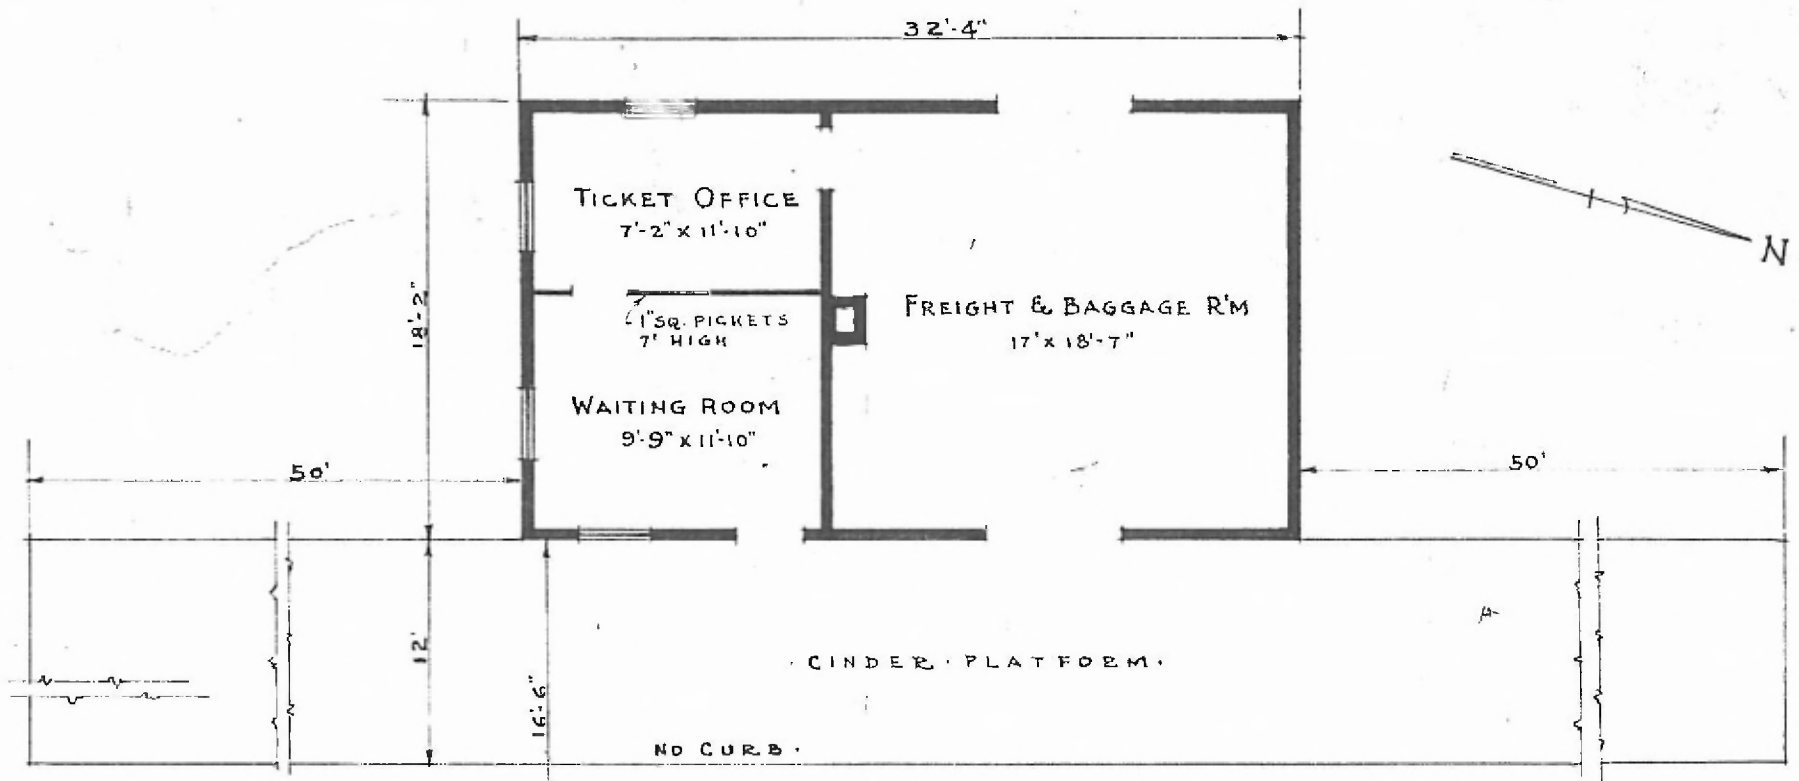 32'-4"
TICKET OFFICE
7'-2" X 11'-10"
N
18'-2"
1" SQ. PICKETS
7' HIGH
FREIGHT & BAGGAGE R'M
17' X 18'-7"
WAITING ROOM
9'-9" X 11'-10"
50'
50'
12'
16'-6"
· CINDER · PLATFORM ·
NO CURB ·